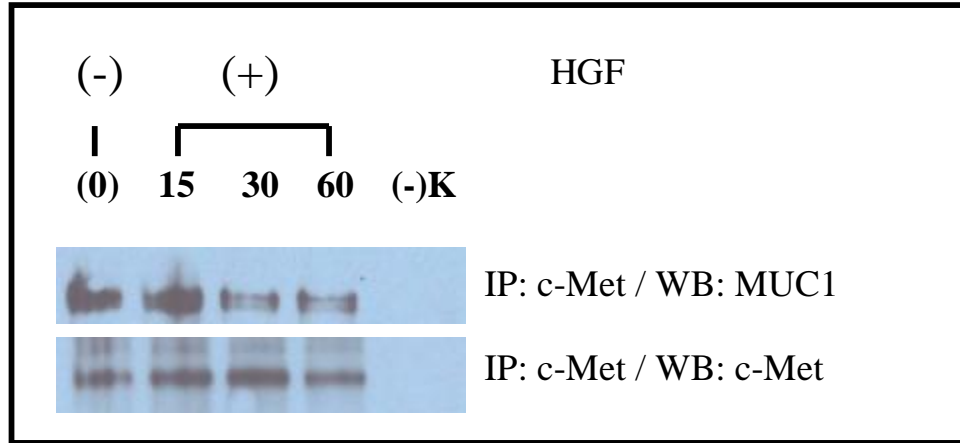 (-) (+) HGF
(0) 15 30 60 (-)K
IP: c-Met / WB: MUC1
IP: c-Met / WB: c-Met